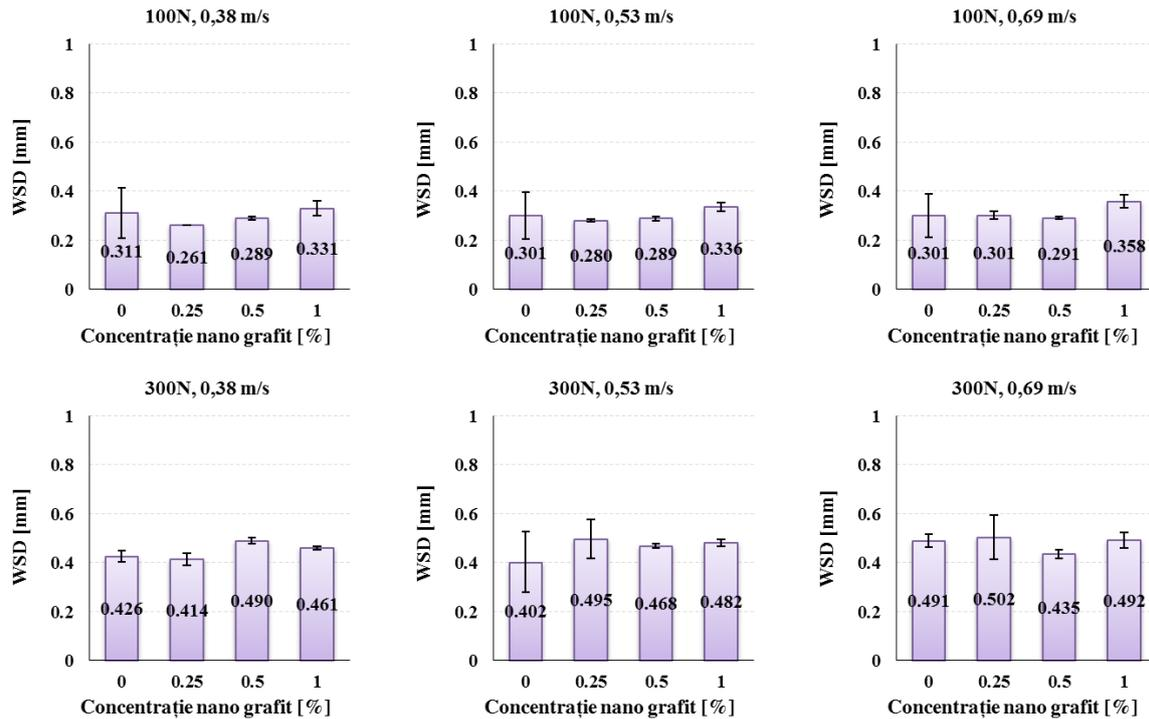 100N, 0,38 m/s
WSD [mm]
1
0.8
0.6
0.4
0.2
0
0.311
0.261
0.289
0.331
0 0.25 0.5 1
Concentrație nano grafit [%]
100N, 0,53 m/s
WSD [mm]
1
0.8
0.6
0.4
0.2
0
0.301
0.280
0.289
0.336
0 0.25 0.5 1
Concentrație nano grafit [%]
100N, 0,69 m/s
WSD [mm]
1
0.8
0.6
0.4
0.2
0
0.301
0.301
0.291
0.358
0 0.25 0.5 1
Concentrație nano grafit [%]
300N, 0,38 m/s
WSD [mm]
1
0.8
0.6
0.4
0.2
0
0.426
0.414
0.490
0.461
0 0.25 0.5 1
Concentrație nano grafit [%]
300N, 0,53 m/s
WSD [mm]
1
0.8
0.6
0.4
0.2
0
0.402
0.495
0.468
0.482
0 0.25 0.5 1
Concentrație nano grafit [%]
300N, 0,69 m/s
WSD [mm]
1
0.8
0.6
0.4
0.2
0
0.491
0.502
0.435
0.492
0 0.25 0.5 1
Concentrație nano grafit [%]